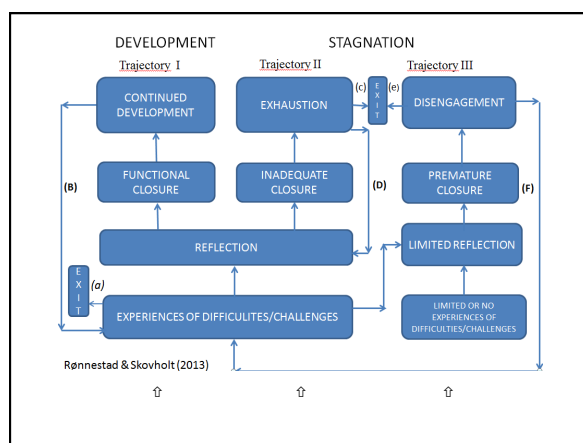 DEVELOPMENT STAGNATION
Trajectory I Trajectory II Trajectory III
CONTINUED
DEVELOPMENT
EXHAUSTION
(c)
E
X
I
T
(e)
DISENGAGEMENT
(B)
FUNCTIONAL
CLOSURE
INADEQUATE
CLOSURE
(D)
PREMATURE
CLOSURE
(F)
REFLECTION
LIMITED REFLECTION
E
X
I
T
(a)
EXPERIENCES OF DIFFICULITES/CHALLENGES
LIMITED OR NO
EXPERIENCES OF
DIFFICULTIES/CHALLENGES
Rønnestad & Skovholt (2013)